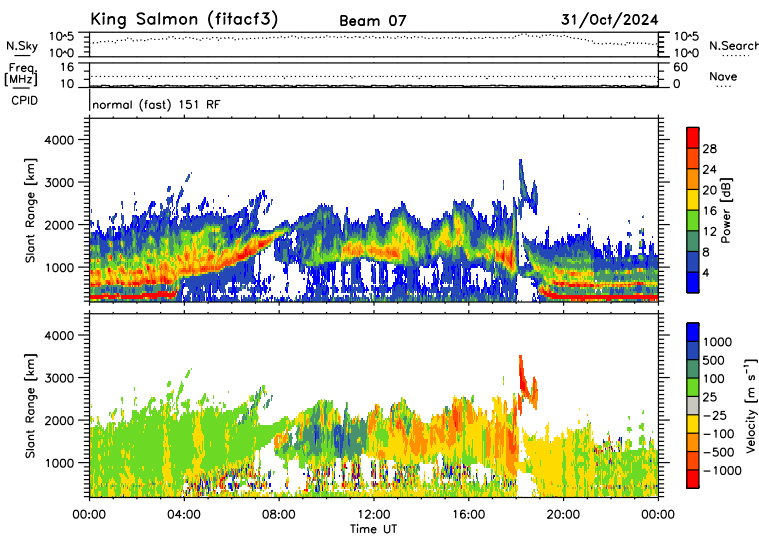 King Salmon (fitacf3) Beam 07 31/Oct/2024
N.Sky 10^5 10^0 10^5 10^0 N.Search
Freq [MHz] 16 10 60 0 Nave
CPID normal (fast) 151 RF
Slant Range [km] 4000 3000 2000 1000
Power [dB] 28 24 20 16 12 8 4
Slant Range [km] 4000 3000 2000 1000
Velocity [m s⁻¹] 1000 500 100 25 −25 −100 −500 −1000
00:00 04:00 08:00 12:00 16:00 20:00 00:00
Time UT